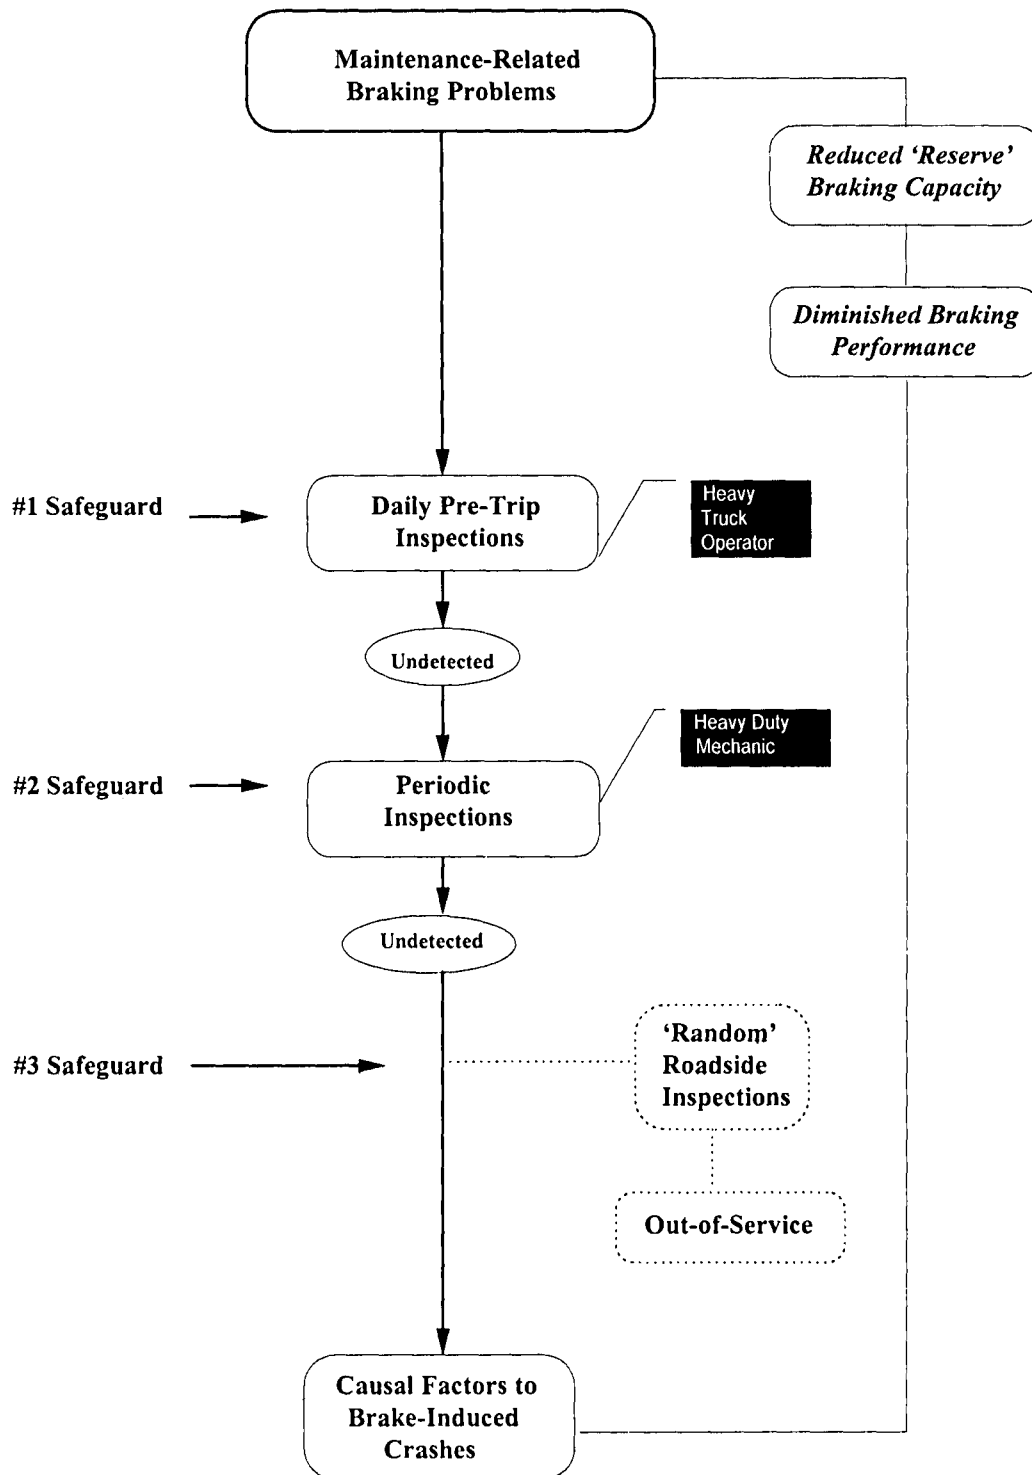 Maintenance-Related
Braking Problems
Reduced ‘Reserve’
Braking Capacity
Diminished Braking
Performance
#1 Safeguard
Daily Pre-Trip
Inspections
Heavy
Truck
Operator
Undetected
Heavy Duty
Mechanic
#2 Safeguard
Periodic
Inspections
Undetected
#3 Safeguard
‘Random’
Roadside
Inspections
Out-of-Service
Causal Factors to
Brake-Induced
Crashes